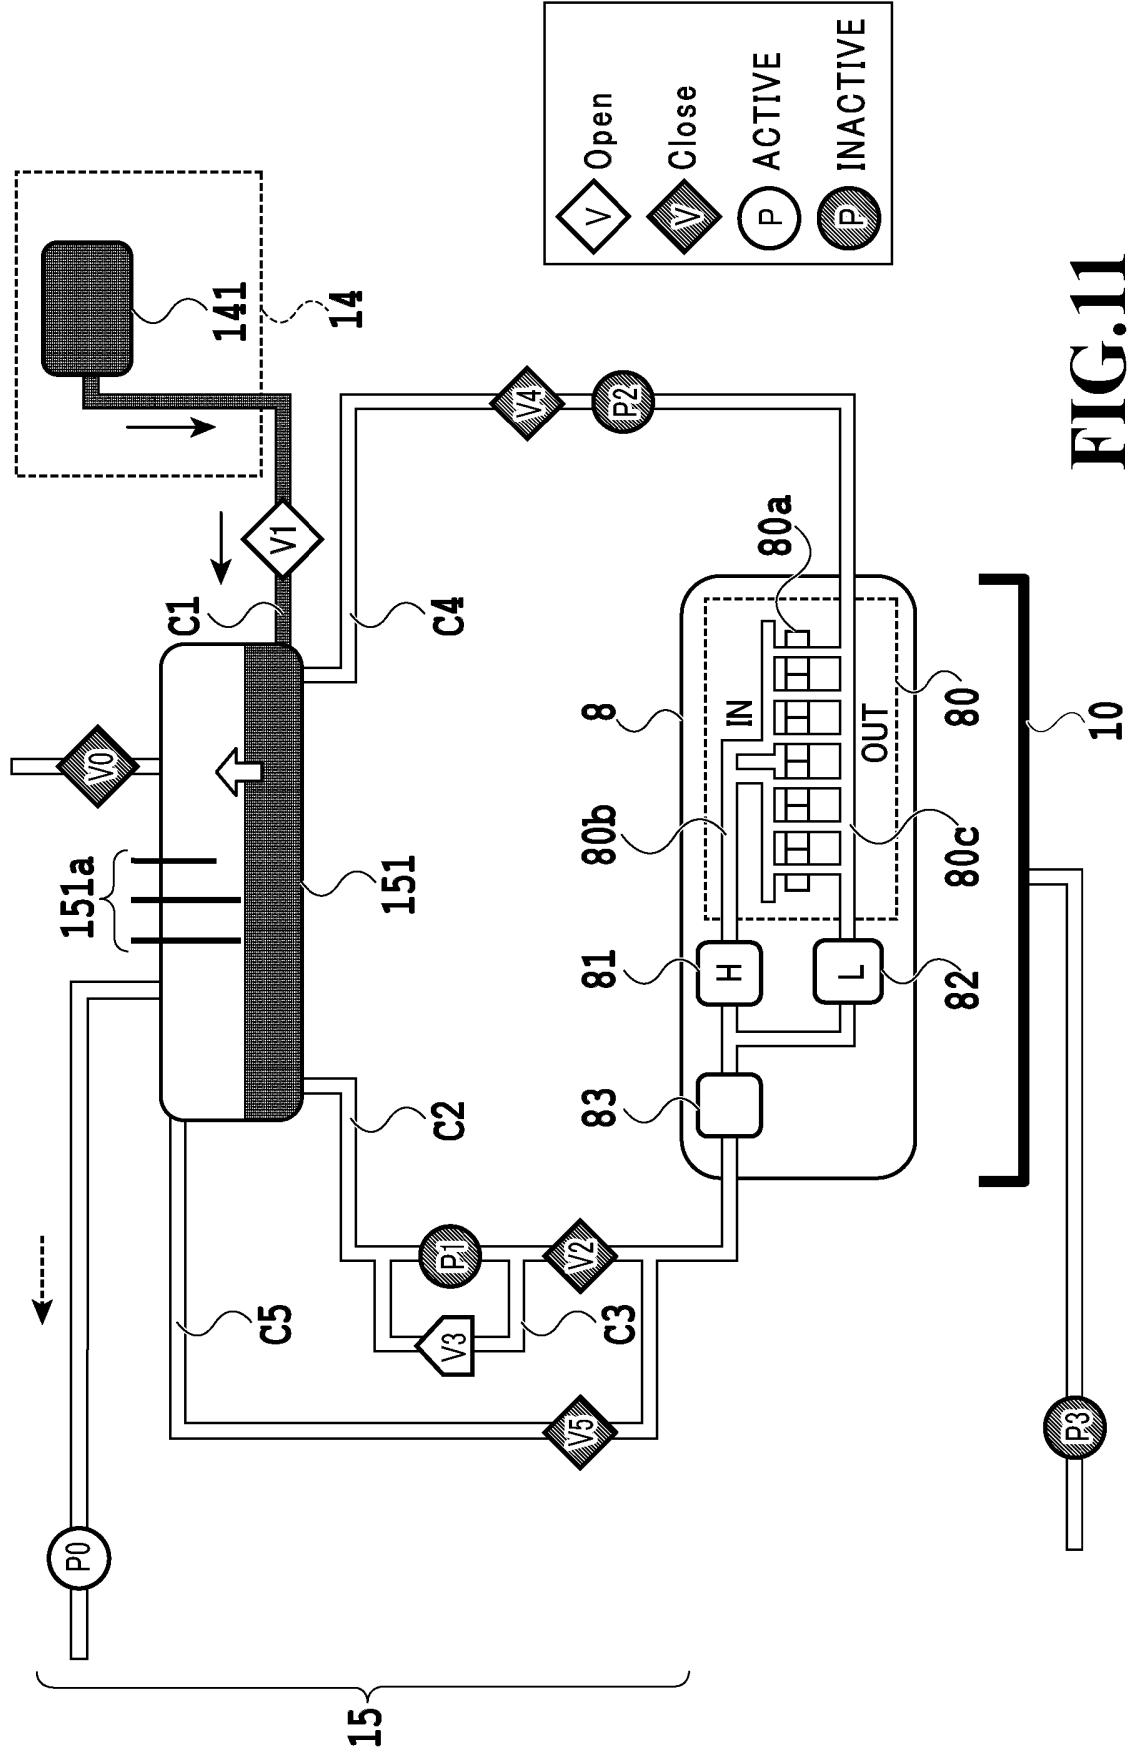 15
P0
C5
V5
V3
C3
P1
V2
C2
151a
151
V0
C1
V1
141
14
C4
V4
P2
83
81
H
82
L
80b
8
IN
OUT
80a
80c
80
10
P3
V Open
V Close
P ACTIVE
P INACTIVE
FIG.11